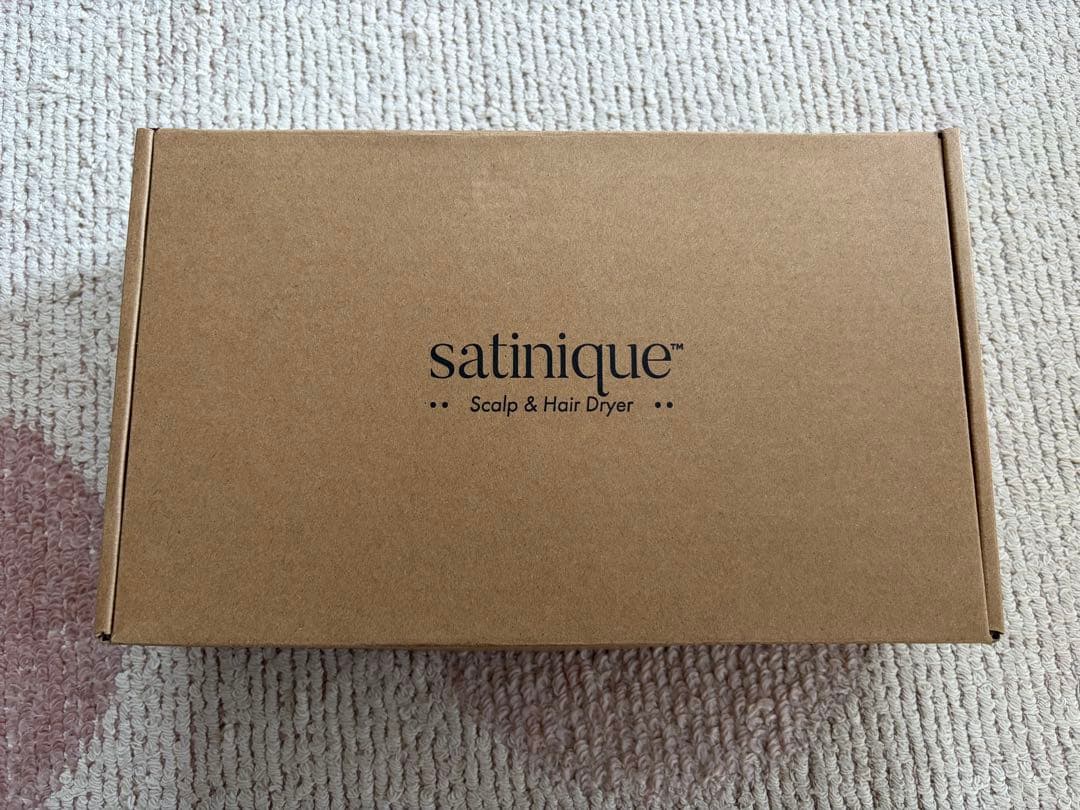 satinique™
•• Scalp & Hair Dryer ••